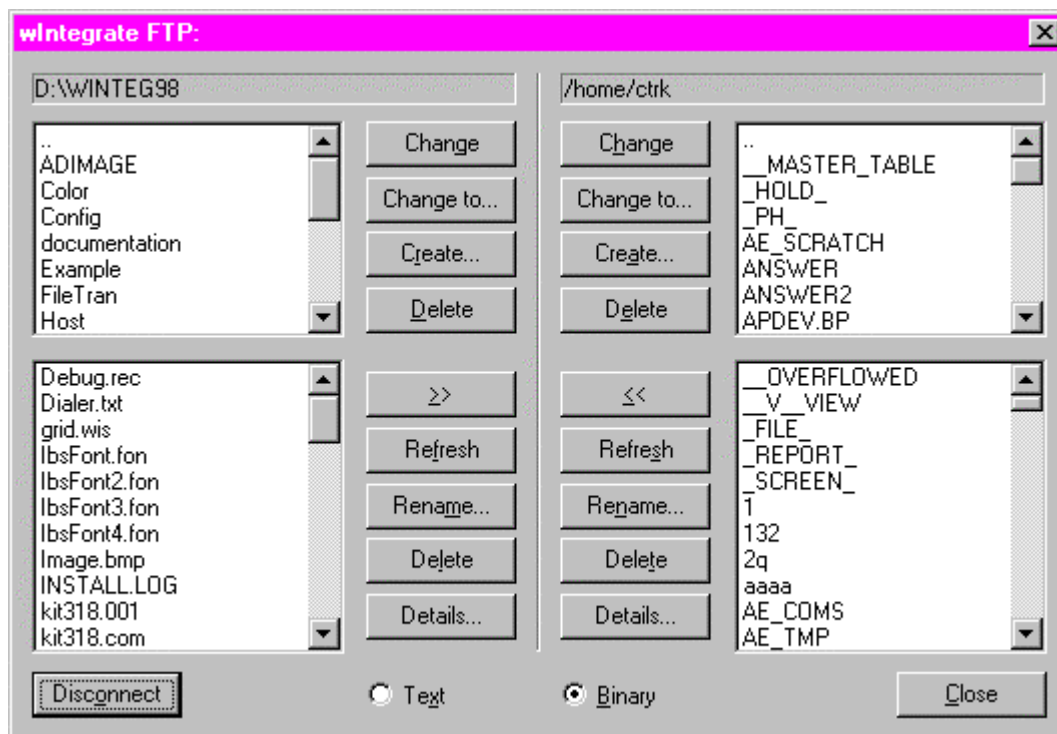 wIntegrate FTP:
D:\WINTEG98
/home/ctrk
..
ADIMAGE
Color
Config
documentation
Example
FileTran
Host
Change
Change to...
Create...
Delete
Change
Change to...
Create...
Delete
..
__MASTER_TABLE
_HOLD_
_PH_
AE_SCRATCH
ANSWER
ANSWER2
APDEV.BP
Debug.rec
Dialer.txt
grid.wis
IbsFont.fon
IbsFont2.fon
IbsFont3.fon
IbsFont4.fon
Image.bmp
INSTALL.LOG
kit318.001
kit318.com
>>
Refresh
Rename...
Delete
Details...
<<
Refresh
Rename...
Delete
Details...
__OVERFLOWED
__V__VIEW
_FILE_
_REPORT_
_SCREEN_
1
132
2q
aaaa
AE_COMS
AE_TMP
Disconnect
Text
Binary
Close